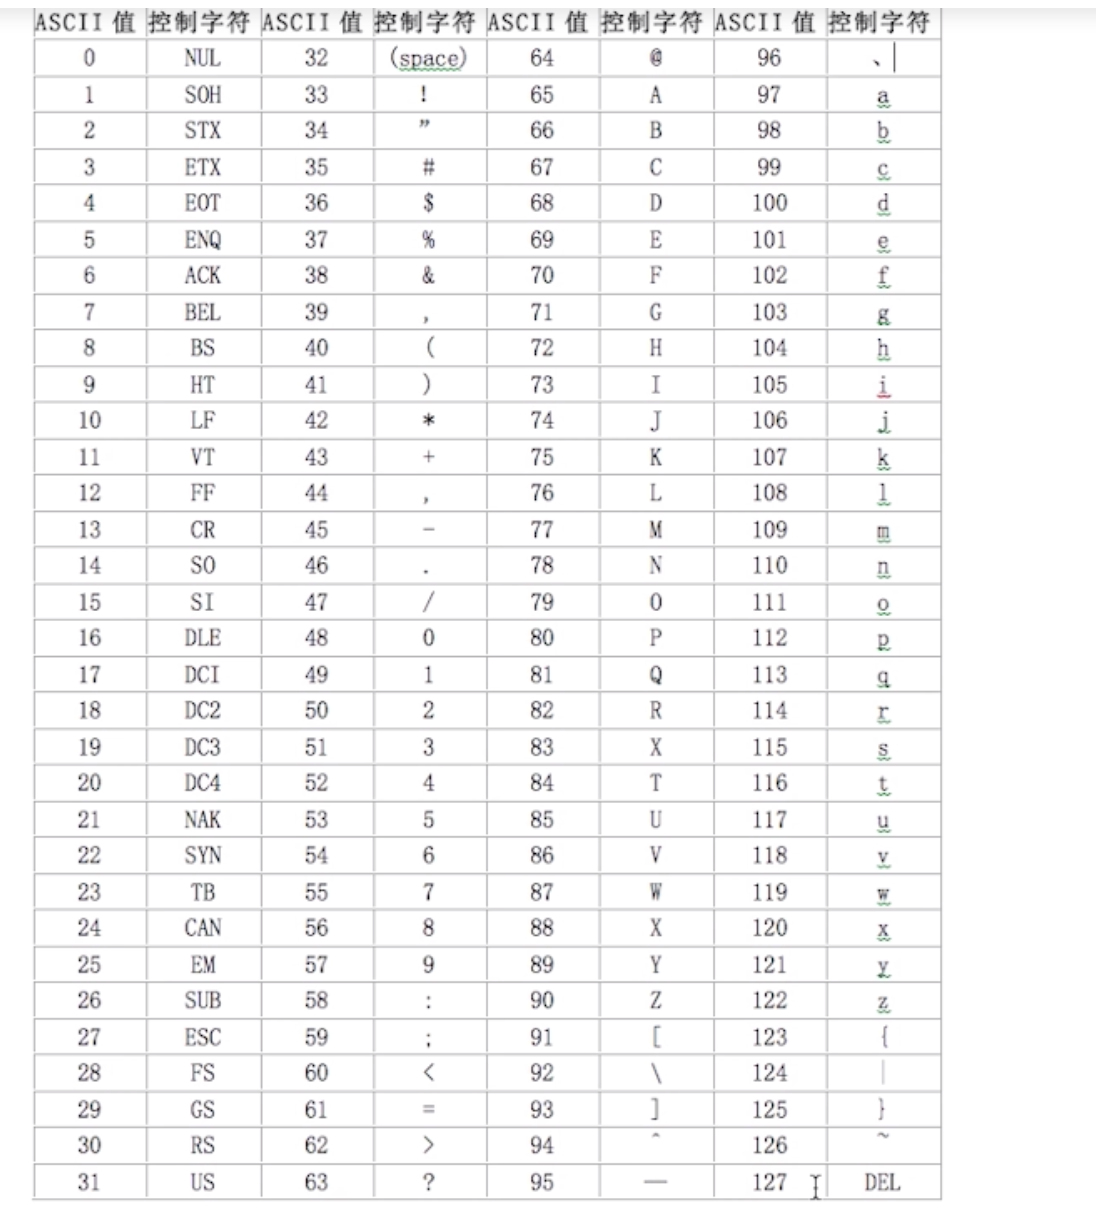 ASCII 值 控制字符 ASCII 值 控制字符 ASCII 值 控制字符 ASCII 值 控制字符
0 NUL 32 (space) 64 @ 96 、
1 SOH 33 ! 65 A 97 a
2 STX 34 ” 66 B 98 b
3 ETX 35 # 67 C 99 c
4 EOT 36 $ 68 D 100 d
5 ENQ 37 % 69 E 101 e
6 ACK 38 & 70 F 102 f
7 BEL 39 , 71 G 103 g
8 BS 40 ( 72 H 104 h
9 HT 41 ) 73 I 105 i
10 LF 42 * 74 J 106 j
11 VT 43 + 75 K 107 k
12 FF 44 , 76 L 108 l
13 CR 45 - 77 M 109 m
14 SO 46 . 78 N 110 n
15 SI 47 / 79 O 111 o
16 DLE 48 0 80 P 112 p
17 DCI 49 1 81 Q 113 q
18 DC2 50 2 82 R 114 r
19 DC3 51 3 83 X 115 s
20 DC4 52 4 84 T 116 t
21 NAK 53 5 85 U 117 u
22 SYN 54 6 86 V 118 v
23 TB 55 7 87 W 119 w
24 CAN 56 8 88 X 120 x
25 EM 57 9 89 Y 121 y
26 SUB 58 : 90 Z 122 z
27 ESC 59 ; 91 [ 123 {
28 FS 60 < 92 \ 124 |
29 GS 61 = 93 ] 125 }
30 RS 62 > 94 ^ 126 ~
31 US 63 ? 95 — 127 DEL